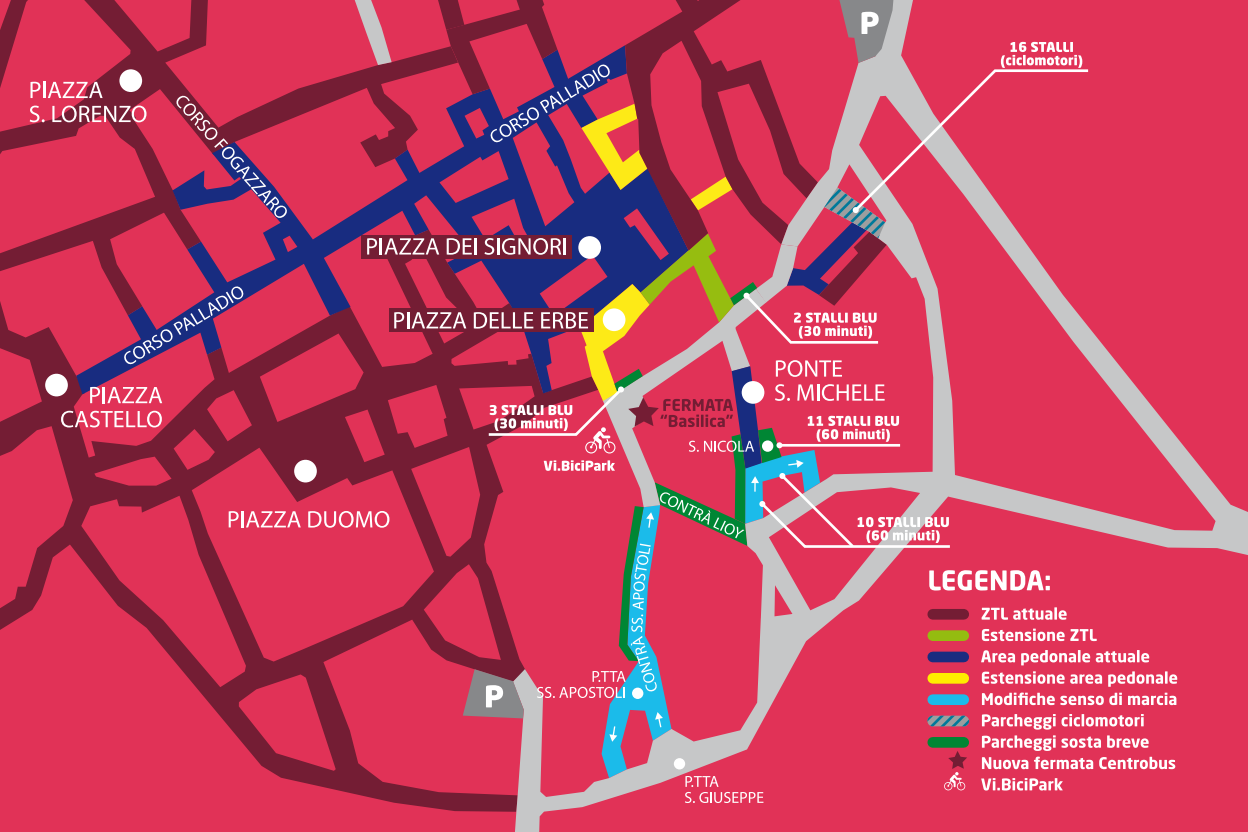 P
16 STALLI
(ciclomotori)
PIAZZA
S. LORENZO
CORSO FOGAZZARO
CORSO PALLADIO
PIAZZA DEI SIGNORI
PIAZZA DELLE ERBE
CORSO PALLADIO
2 STALLI BLU
(30 minuti)
PIAZZA
CASTELLO
PONTE
S. MICHELE
3 STALLI BLU
(30 minuti)
FERMATA
"Basilica"
11 STALLI BLU
(60 minuti)
S. NICOLA
Vi.BiciPark
PIAZZA DUOMO
CONTRÀ LIOY
10 STALLI BLU
(60 minuti)
CONTRÀ SS. APOSTOLI
P.TTA
SS. APOSTOLI
P
P.TTA
S. GIUSEPPE
LEGENDA:
ZTL attuale
Estensione ZTL
Area pedonale attuale
Estensione area pedonale
Modifiche senso di marcia
Parcheggi ciclomotori
Parcheggi sosta breve
Nuova fermata Centrobus
Vi.BiciPark